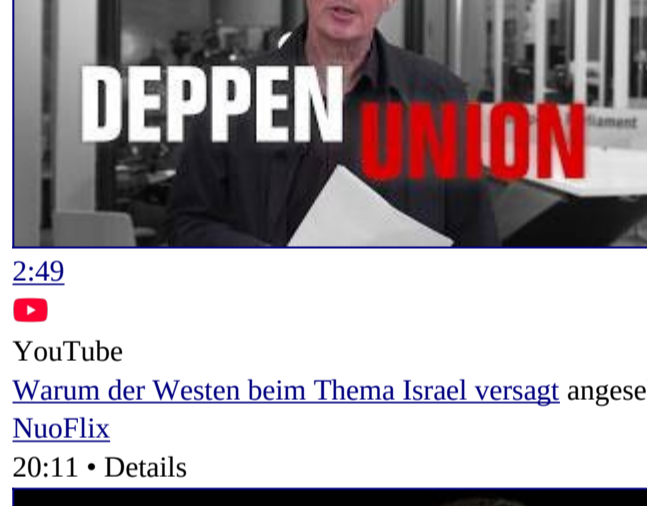 DEPPEN
UNION
2:49
YouTube
Warum der Westen beim Thema Israel versagt angese
NuoFlix
20:11 • Details